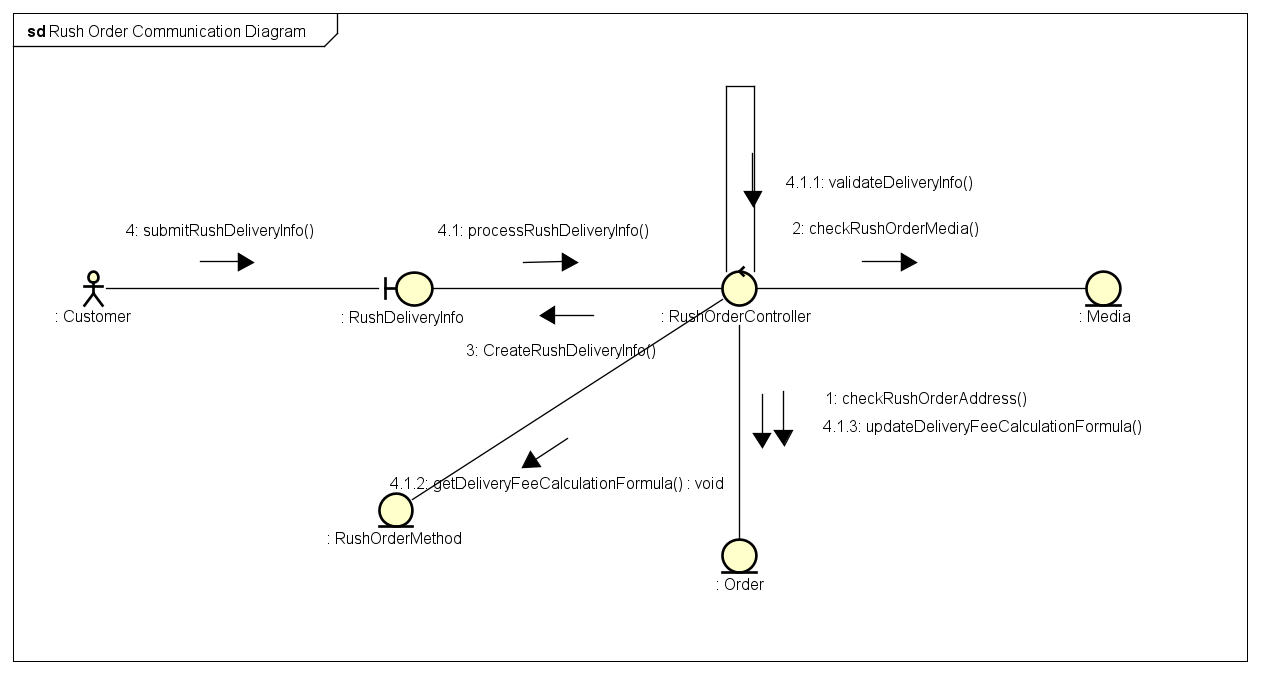 sd Rush Order Communication Diagram
4.1.1: validateDeliveryInfo()
4: submitRushDeliveryInfo()
4.1: processRushDeliveryInfo()
2: checkRushOrderMedia()
: Customer
: RushDeliveryInfo
: RushOrderController
: Media
3: CreateRushDeliveryInfo()
1: checkRushOrderAddress()
4.1.3: updateDeliveryFeeCalculationFormula()
4.1.2: getDeliveryFeeCalculationFormula() : void
: RushOrderMethod
: Order